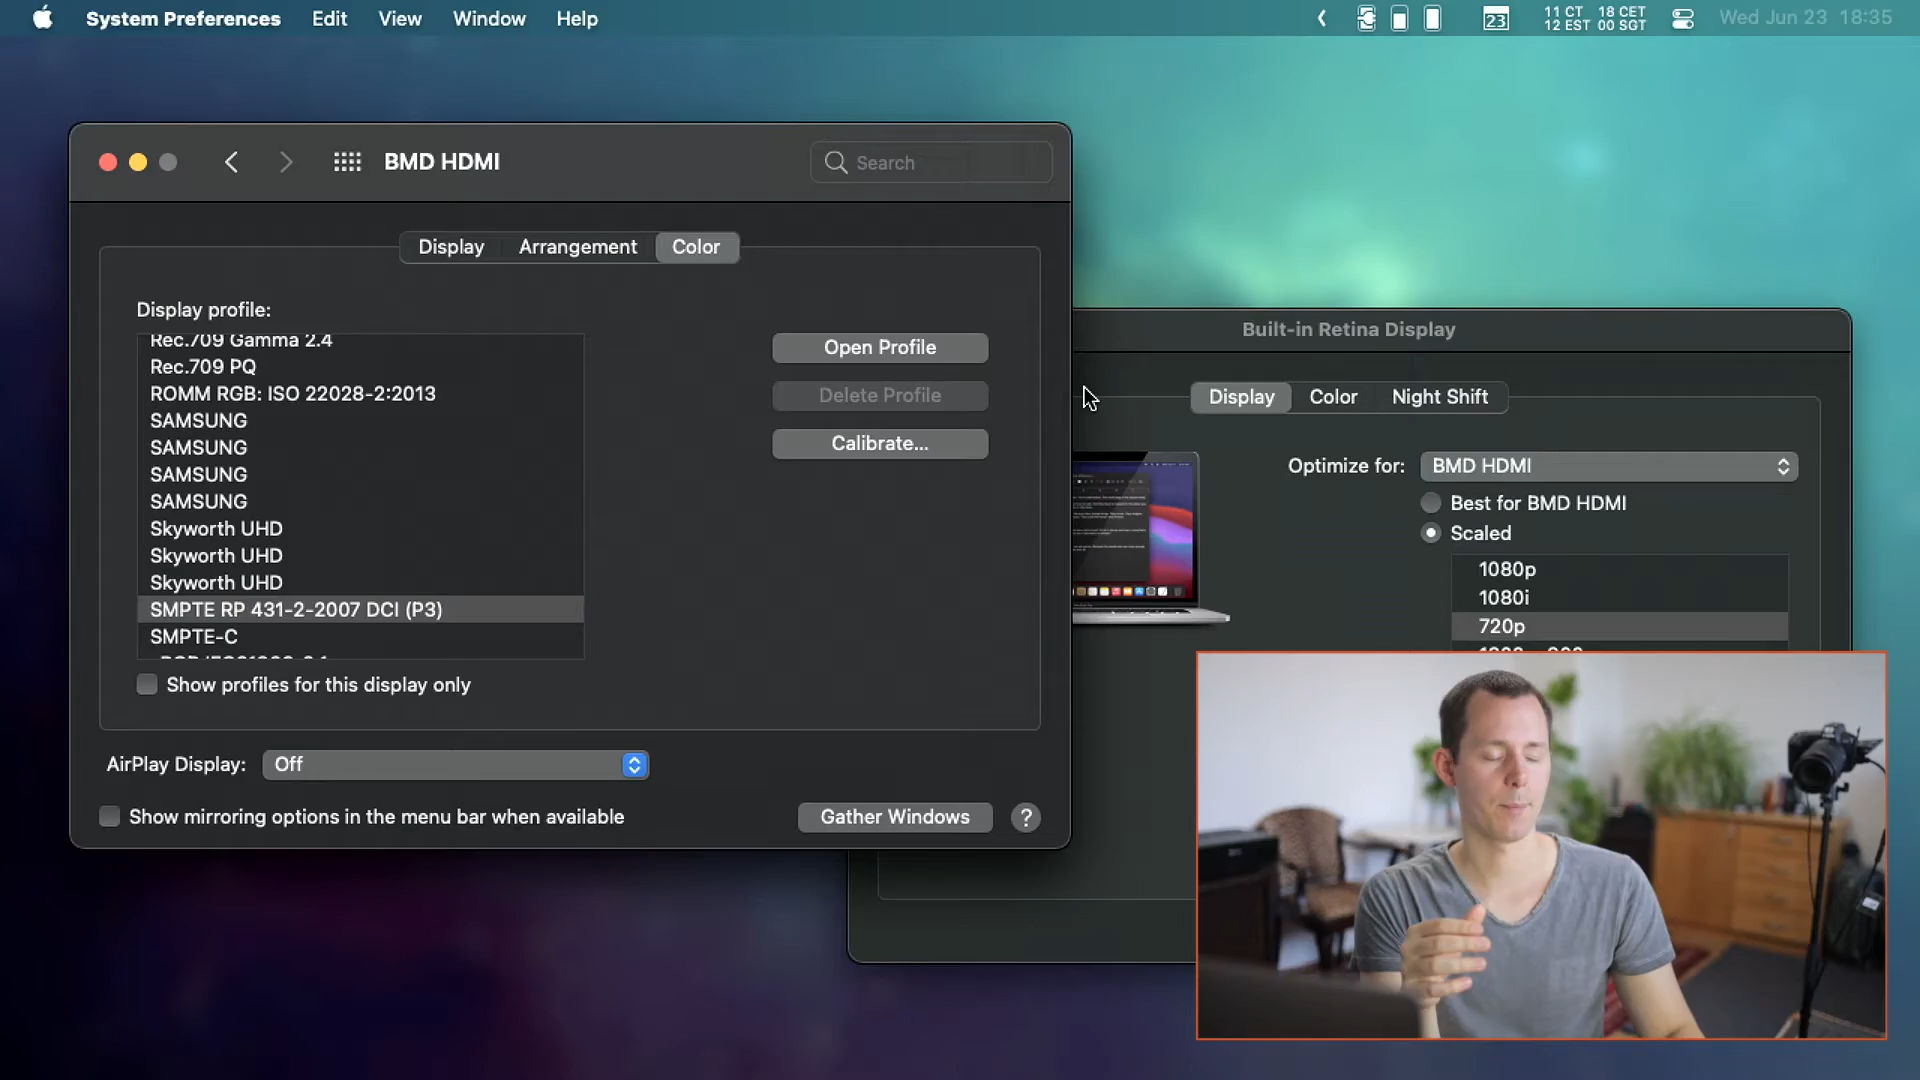 System Preferences Edit View Window Help
23
11 CT 18 CET
12 EST 00 SGT
Wed Jun 23 18:35
BMD HDMI
Search
Display Arrangement Color
Display profile:
Rec.709 Gamma 2.4
Rec.709 PQ
ROMM RGB: ISO 22028-2:2013
SAMSUNG
SAMSUNG
SAMSUNG
SAMSUNG
Skyworth UHD
Skyworth UHD
Skyworth UHD
SMPTE RP 431-2-2007 DCI (P3)
SMPTE-C
Open Profile
Delete Profile
Calibrate...
Show profiles for this display only
AirPlay Display: Off
Show mirroring options in the menu bar when available
Gather Windows ?
Built-in Retina Display
Display Color Night Shift
Optimize for: BMD HDMI
Best for BMD HDMI
Scaled
1080p
1080i
720p